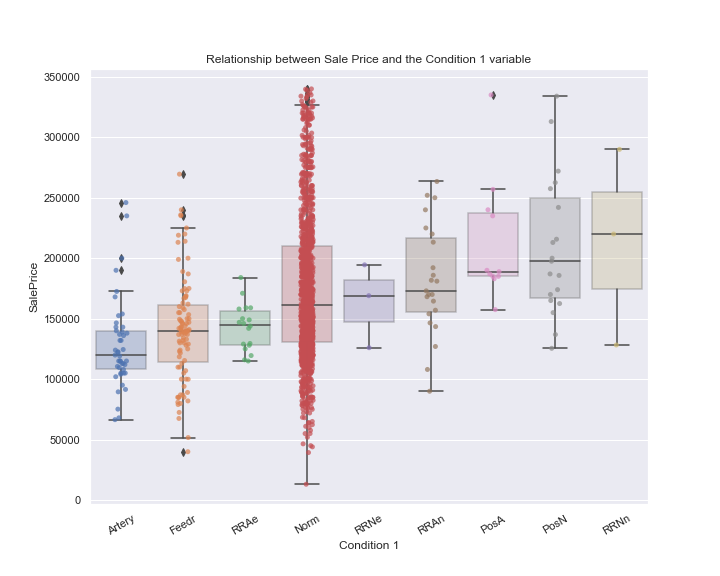 Relationship between Sale Price and the Condition 1 variable
350000
300000
250000
200000
150000
100000
50000
0
SalePrice
Artery
Feedr
RRAe
Norm
RRNe
RRAn
PosA
PosN
RRNn
Condition 1